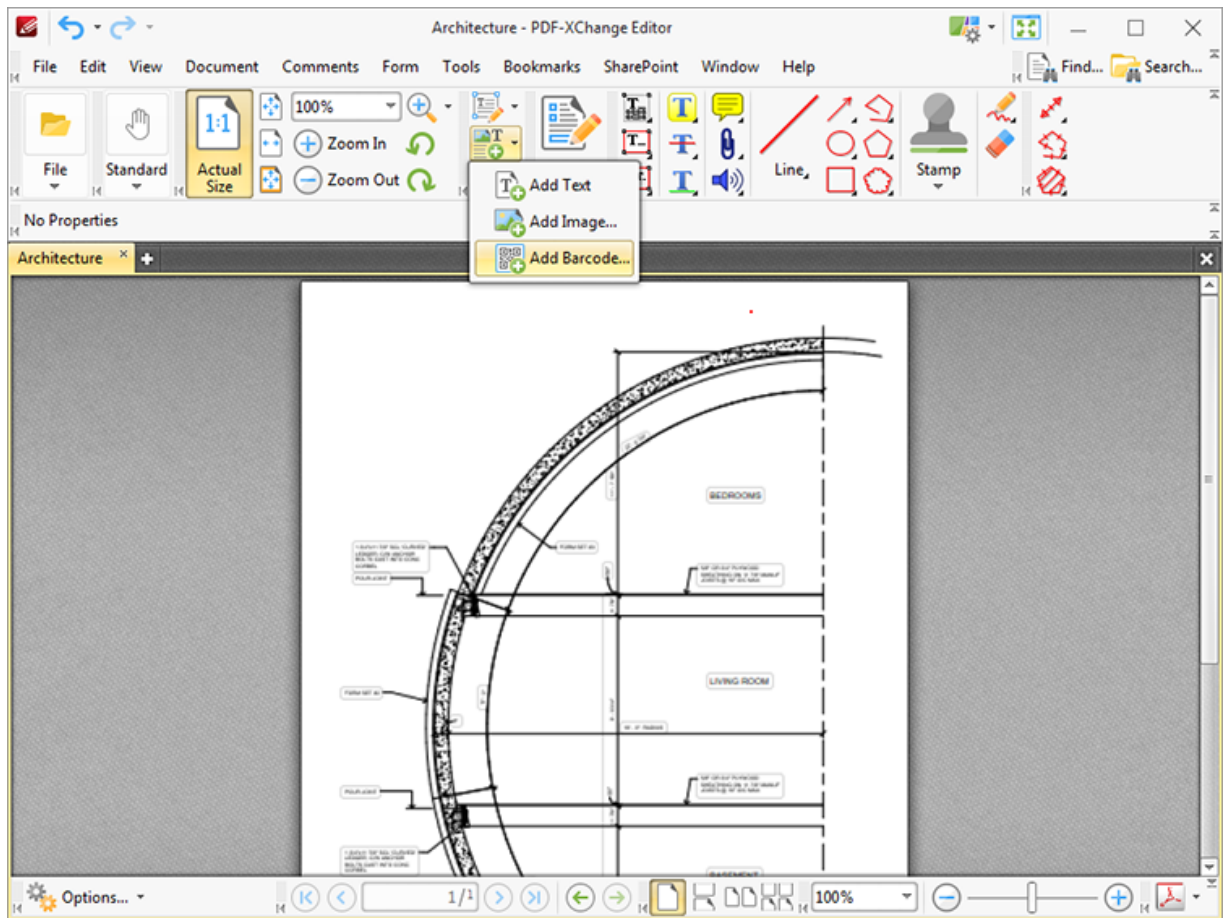 Architecture - PDF-XChange Editor
File Edit View Document Comments Form Tools Bookmarks SharePoint Window Help Find... Search...
100%
1:1
Zoom In
File Standard Actual Size Zoom Out Line Stamp
Add Text
Add Image...
Add Barcode...
No Properties
Architecture
BEDROOMS
LIVING ROOM
BASEMENT
Options... 1/1 100%